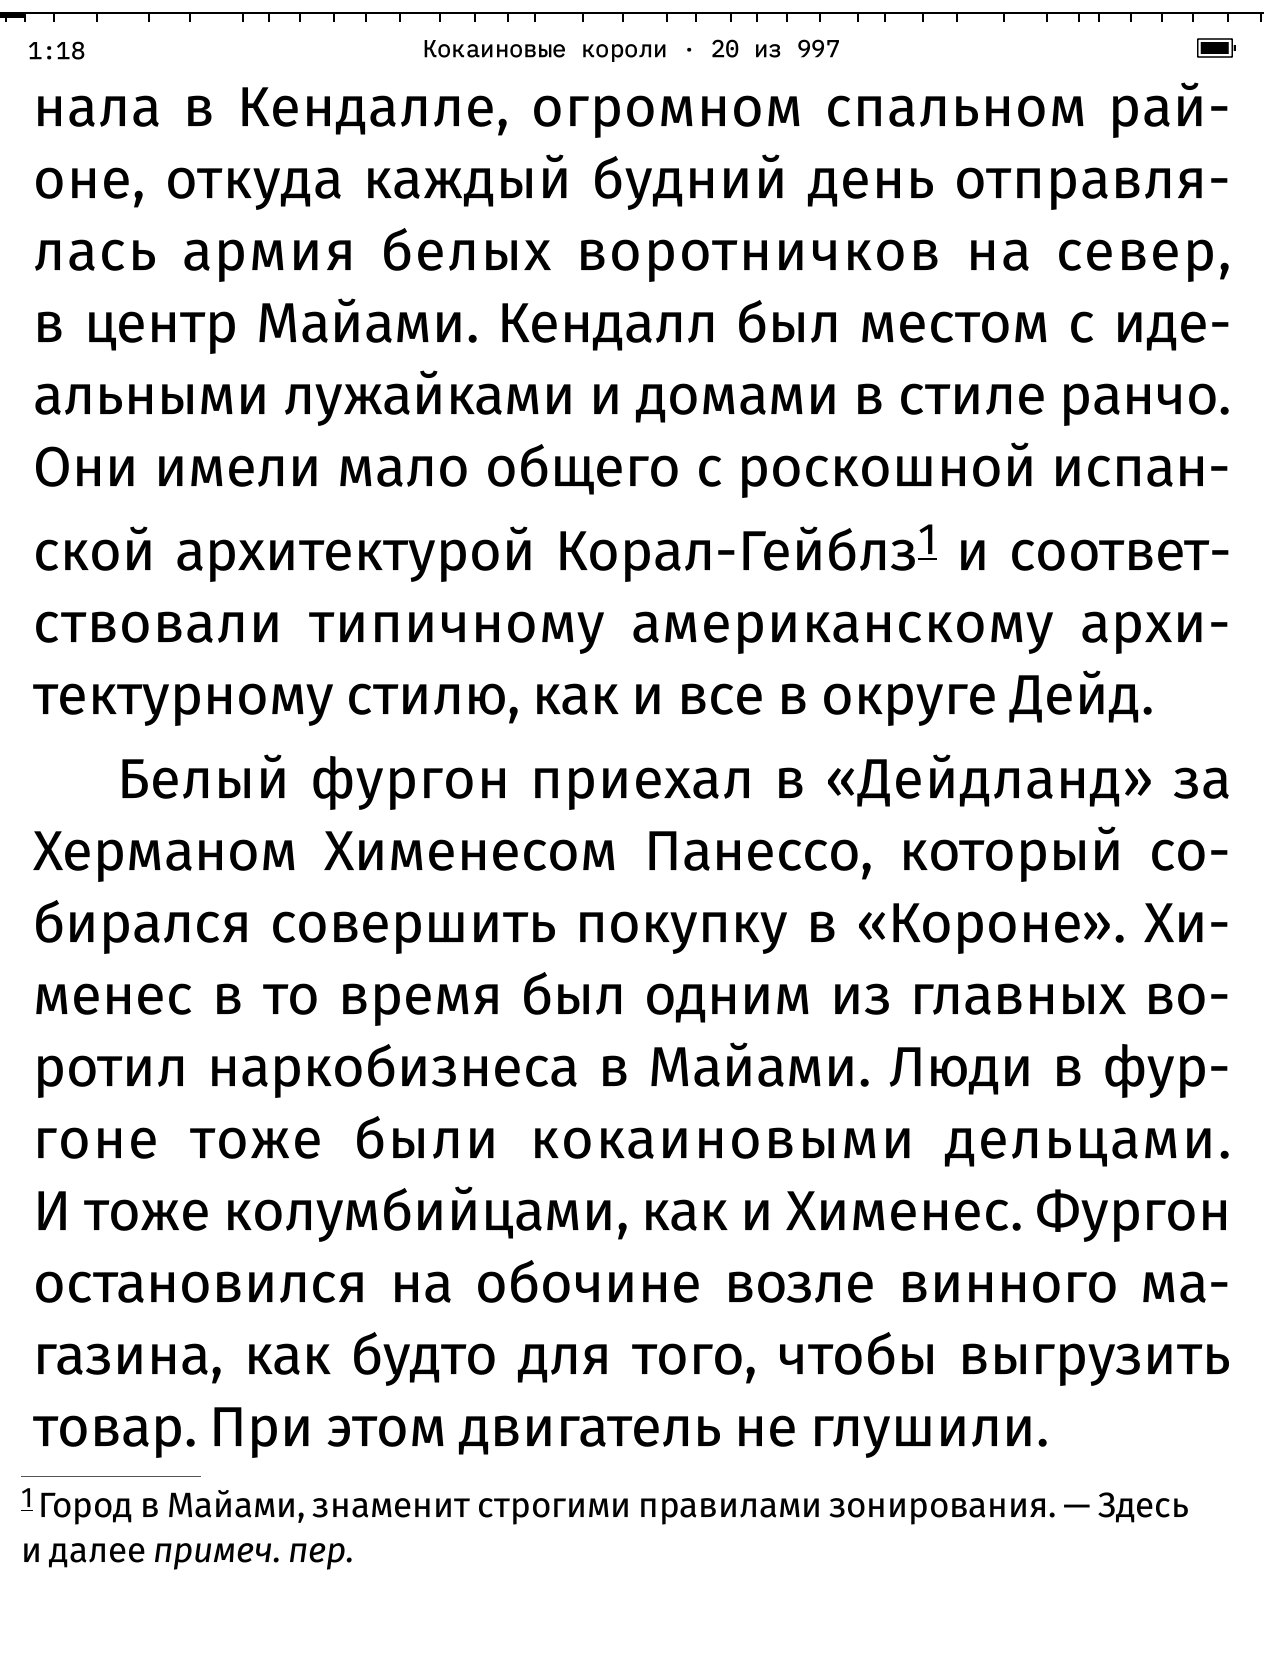 1:18 Кокаиновые короли · 20 из 997
нала в Кендалле, огромном спальном рай-
оне, откуда каждый будний день отправля-
лась армия белых воротничков на север,
в центр Майами. Кендалл был местом с иде-
альными лужайками и домами в стиле ранчо.
Они имели мало общего с роскошной испан-
ской архитектурой Корал-Гейблз1 и соответ-
ствовали типичному американскому архи-
тектурному стилю, как и все в округе Дейд.
Белый фургон приехал в «Дейдланд» за
Херманом Хименесом Панессо, который со-
бирался совершить покупку в «Короне». Хи-
менес в то время был одним из главных во-
ротил наркобизнеса в Майами. Люди в фур-
гоне тоже были кокаиновыми дельцами.
И тоже колумбийцами, как и Хименес. Фургон
остановился на обочине возле винного ма-
газина, как будто для того, чтобы выгрузить
товар. При этом двигатель не глушили.
1 Город в Майами, знаменит строгими правилами зонирования. — Здесь
и далее примеч. пер.